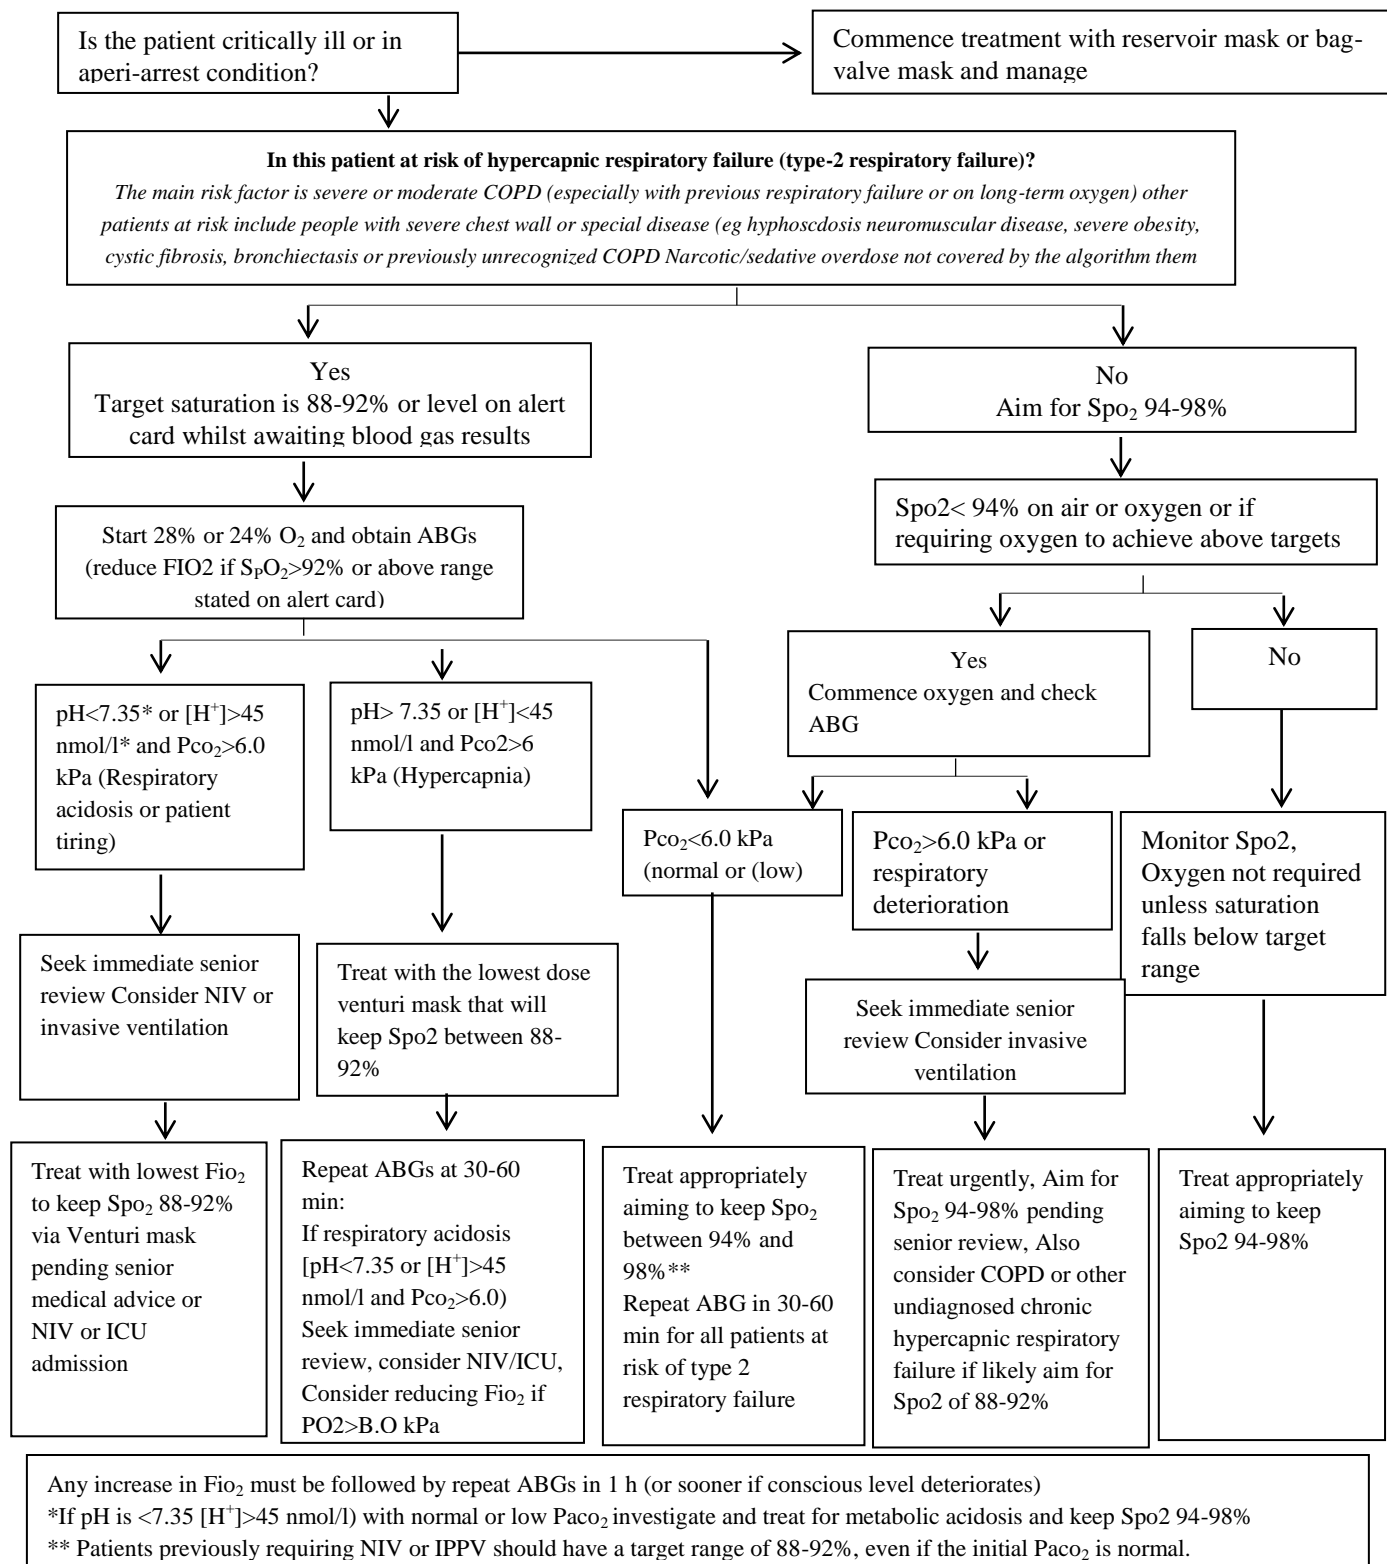 Is the patient critically ill or in
aperi-arrest condition?
Commence treatment with reservoir mask or bag-
valve mask and manage
In this patient at risk of hypercapnic respiratory failure (type-2 respiratory failure)?
The main risk factor is severe or moderate COPD (especially with previous respiratory failure or on long-term oxygen) other
patients at risk include people with severe chest wall or special disease (eg hyphoscdosis neuromuscular disease, severe obesity,
cystic fibrosis, bronchiectasis or previously unrecognized COPD Narcotic/sedative overdose not covered by the algorithm them
Yes
Target saturation is 88-92% or level on alert
card whilst awaiting blood gas results
No
Aim for Spo₂ 94-98%
Start 28% or 24% O₂ and obtain ABGs
(reduce FIO2 if SPO₂>92% or above range
stated on alert card)
Spo2< 94% on air or oxygen or if
requiring oxygen to achieve above targets
pH<7.35* or [H⁺]>45
nmol/l* and Pco₂>6.0
kPa (Respiratory
acidosis or patient
tiring)
pH> 7.35 or [H⁺]<45
nmol/l and Pco2>6
kPa (Hypercapnia)
Pco₂<6.0 kPa
(normal or (low)
Yes
Commence oxygen and check
ABG
No
Pco₂>6.0 kPa or
respiratory
deterioration
Monitor Spo2,
Oxygen not required
unless saturation
falls below target
range
Seek immediate senior
review Consider NIV or
invasive ventilation
Treat with the lowest dose
venturi mask that will
keep Spo2 between 88-
92%
Seek immediate senior
review Consider invasive
ventilation
Treat with lowest Fio₂
to keep Spo₂ 88-92%
via Venturi mask
pending senior
medical advice or
NIV or ICU
admission
Repeat ABGs at 30-60
min:
If respiratory acidosis
[pH<7.35 or [H⁺]>45
nmol/l and Pco₂>6.0)
Seek immediate senior
review, consider NIV/ICU,
Consider reducing Fio₂ if
PO2>B.O kPa
Treat appropriately
aiming to keep Spo₂
between 94% and
98%**
Repeat ABG in 30-60
min for all patients at
risk of type 2
respiratory failure
Treat urgently, Aim for
Spo₂ 94-98% pending
senior review, Also
consider COPD or other
undiagnosed chronic
hypercapnic respiratory
failure if likely aim for
Spo2 of 88-92%
Treat appropriately
aiming to keep
Spo2 94-98%
Any increase in Fio₂ must be followed by repeat ABGs in 1 h (or sooner if conscious level deteriorates)
*If pH is <7.35 [H⁺]>45 nmol/l) with normal or low Paco₂ investigate and treat for metabolic acidosis and keep Spo2 94-98%
** Patients previously requiring NIV or IPPV should have a target range of 88-92%, even if the initial Paco₂ is normal.